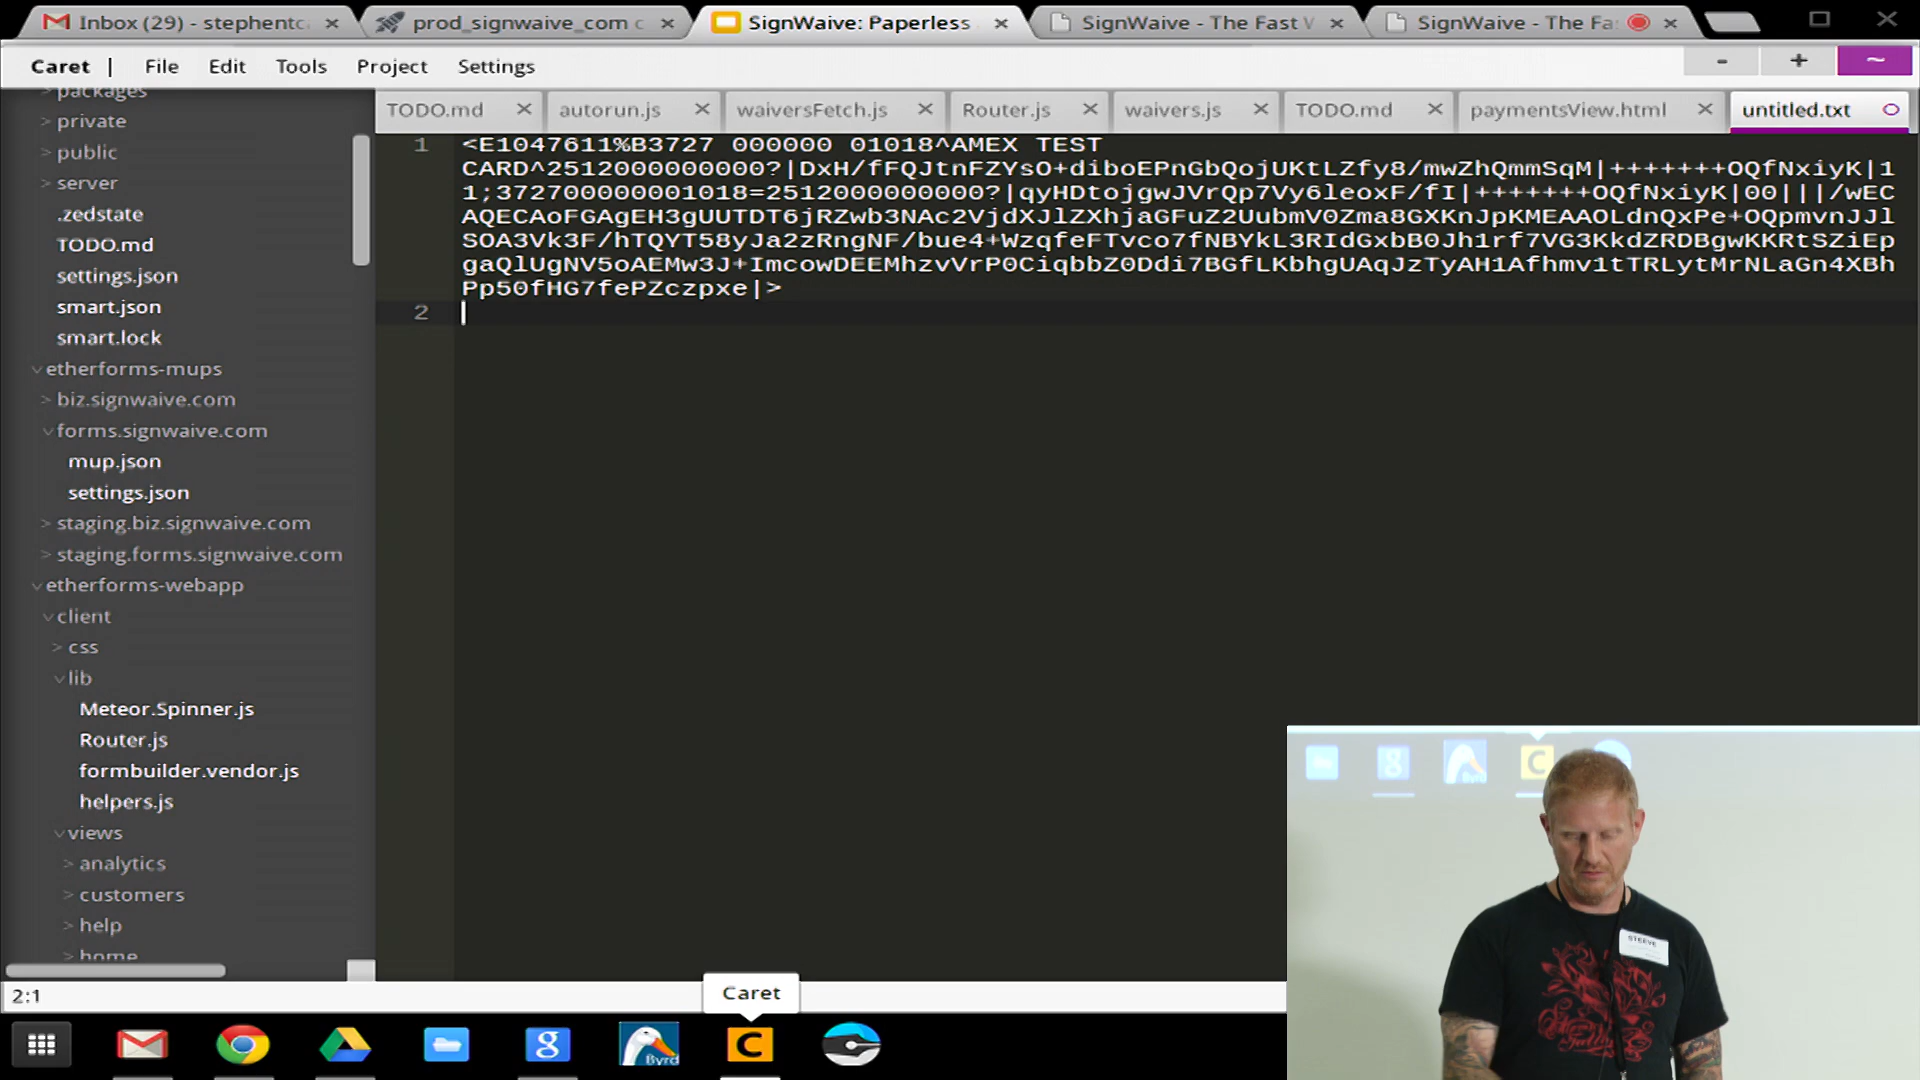 Inbox (29) - stephentc
prod_signwaive_com c
SignWaive: Paperless
SignWaive - The Fast V
SignWaive - The Fa
Caret | File Edit Tools Project Settings
- + ~
TODO.md autorun.js waiversFetch.js Router.js waivers.js TODO.md paymentsView.html untitled.txt
packages
private
public
server
.zedstate
TODO.md
settings.json
smart.json
smart.lock
etherforms-mups
biz.signwaive.com
forms.signwaive.com
mup.json
settings.json
staging.biz.signwaive.com
staging.forms.signwaive.com
etherforms-webapp
client
css
lib
Meteor.Spinner.js
Router.js
formbuilder.vendor.js
helpers.js
views
analytics
customers
help
home
1 <E1047611%B3727 000000 01018^AMEX TEST
CARD^2512000000000?|DxH/fFQJtnFZYsO+diboEPnGbQojUKtLZfy8/mwZhQmmSqM|+++++++OQfNxiyK|1
1;372700000001018=2512000000000?|qyHDtojgwJVrQp7Vy6leoxF/fI|+++++++OQfNxiyK|00|||/wEC
AQECAoFGAgEH3gUUTDT6jRZwb3NAc2VjdXJlZXhjaGFuZ2UubmV0Zma8GXKnJpKMEAAOLdnQxPe+OQpmvnJJl
SOA3Vk3F/hTQYT58yJa2zRngNF/bue4+WzqfeFTvco7fNBYkL3RIdGxbB0Jh1rf7VG3KkdZRDBgwKKRtSZiEp
gaQlUgNV5oAEMw3J+ImcowDEEMhzvVrP0CiqbbZ0Ddi7BGfLKbhgUAqJzTyAH1Afhmv1tTRLytMrNLaGn4XBh
Pp50fHG7fePZczpxe|>
2
2:1
Caret
g
Byrd
C
g
Byrd
C
STEEVE